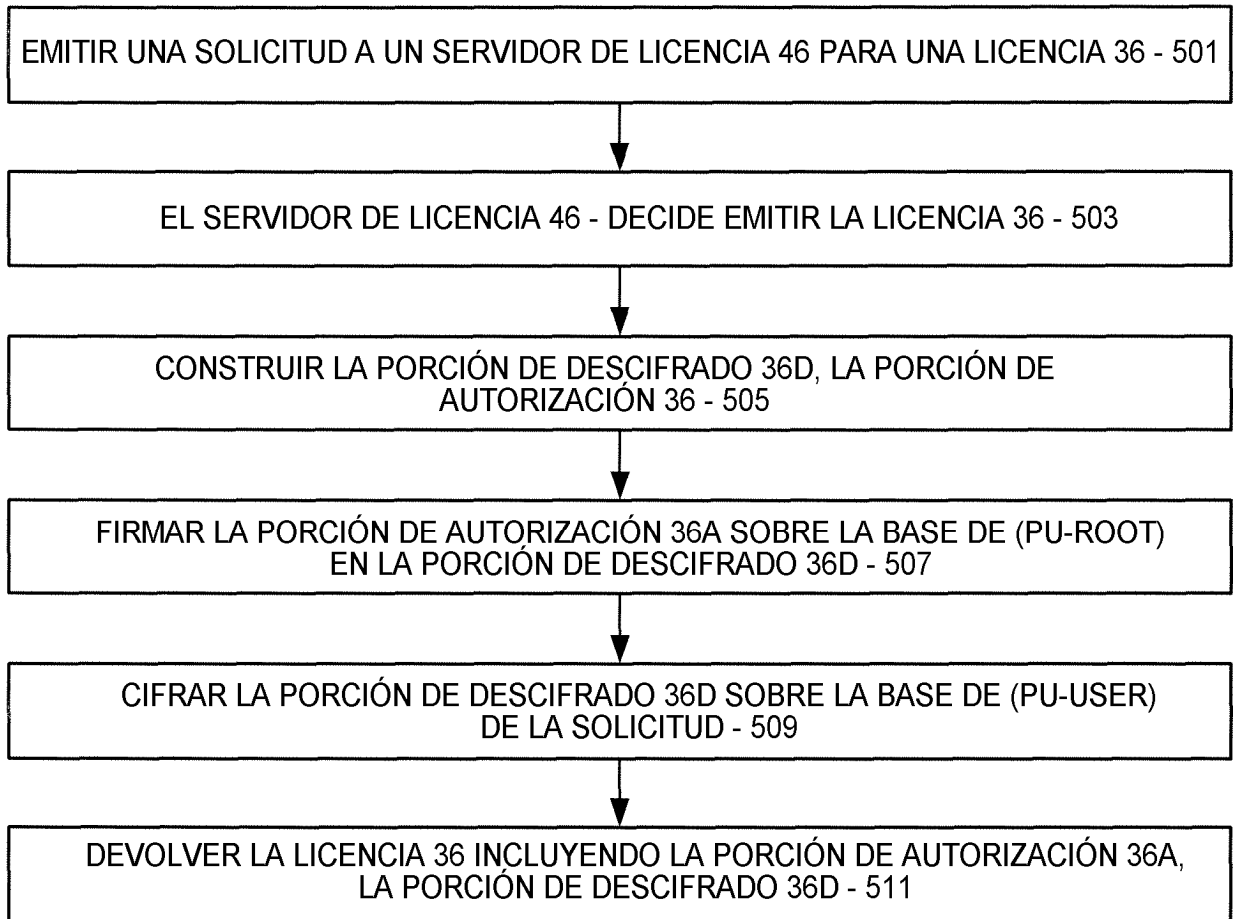 EMITIR UNA SOLICITUD A UN SERVIDOR DE LICENCIA 46 PARA UNA LICENCIA 36 - 501
EL SERVIDOR DE LICENCIA 46 - DECIDE EMITIR LA LICENCIA 36 - 503
CONSTRUIR LA PORCIÓN DE DESCIFRADO 36D, LA PORCIÓN DE
AUTORIZACIÓN 36 - 505
FIRMAR LA PORCIÓN DE AUTORIZACIÓN 36A SOBRE LA BASE DE (PU-ROOT)
EN LA PORCIÓN DE DESCIFRADO 36D - 507
CIFRAR LA PORCIÓN DE DESCIFRADO 36D SOBRE LA BASE DE (PU-USER)
DE LA SOLICITUD - 509
DEVOLVER LA LICENCIA 36 INCLUYENDO LA PORCIÓN DE AUTORIZACIÓN 36A,
LA PORCIÓN DE DESCIFRADO 36D - 511